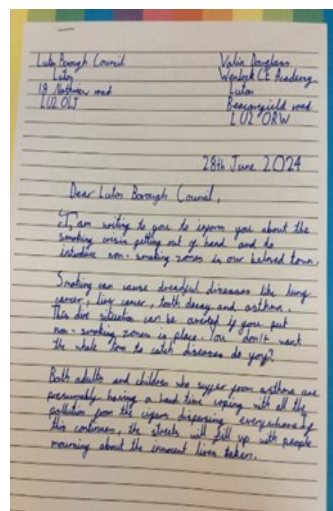 Luton Borough Council
Luton
18 Northview road
LU2 0LJ
Valia Douglass
Wenlock CE Academy
Luton
Beaconsfield road
LU2 0RW
28th June 2024
Dear Luton Borough Council,
I am writing to you to inform you about the
smoking crisis getting out of hand and to
introduce non-smoking zones in our beloved town.
Smoking can cause dreadful diseases like lung
cancer, liver cancer, tooth decay and asthma.
This dire situation can be averted if you put
non-smoking zones in place. You don't want
the whole town to catch diseases do you?
Both adults and children who suffer from asthma are
presumably having a hard time coping with all the
pollution from the cigars dispersing everywhere. If
this continues, the streets will fill up with people
mourning about the innocent lives taken.